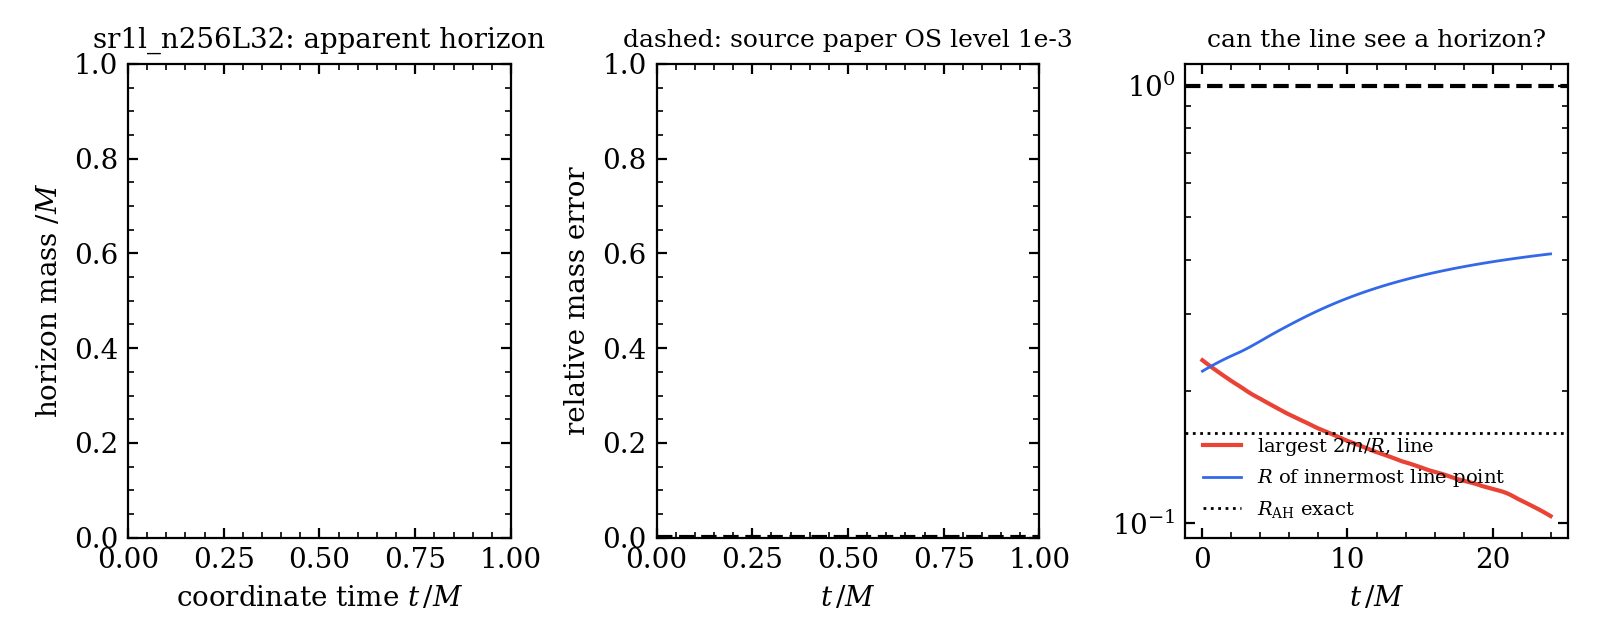 sr1l_n256L32: apparent horizon
1.0
0.8
0.6
0.4
0.2
0.0
horizon mass /M
0.00 0.25 0.50 0.75 1.00
coordinate time t/M
dashed: source paper OS level 1e-3
1.0
0.8
0.6
0.4
0.2
0.0
relative mass error
0.00 0.25 0.50 0.75 1.00
t/M
can the line see a horizon?
10⁰
10⁻¹
largest 2m/R, line
R of innermost line point
R_AH exact
0 10 20
t/M